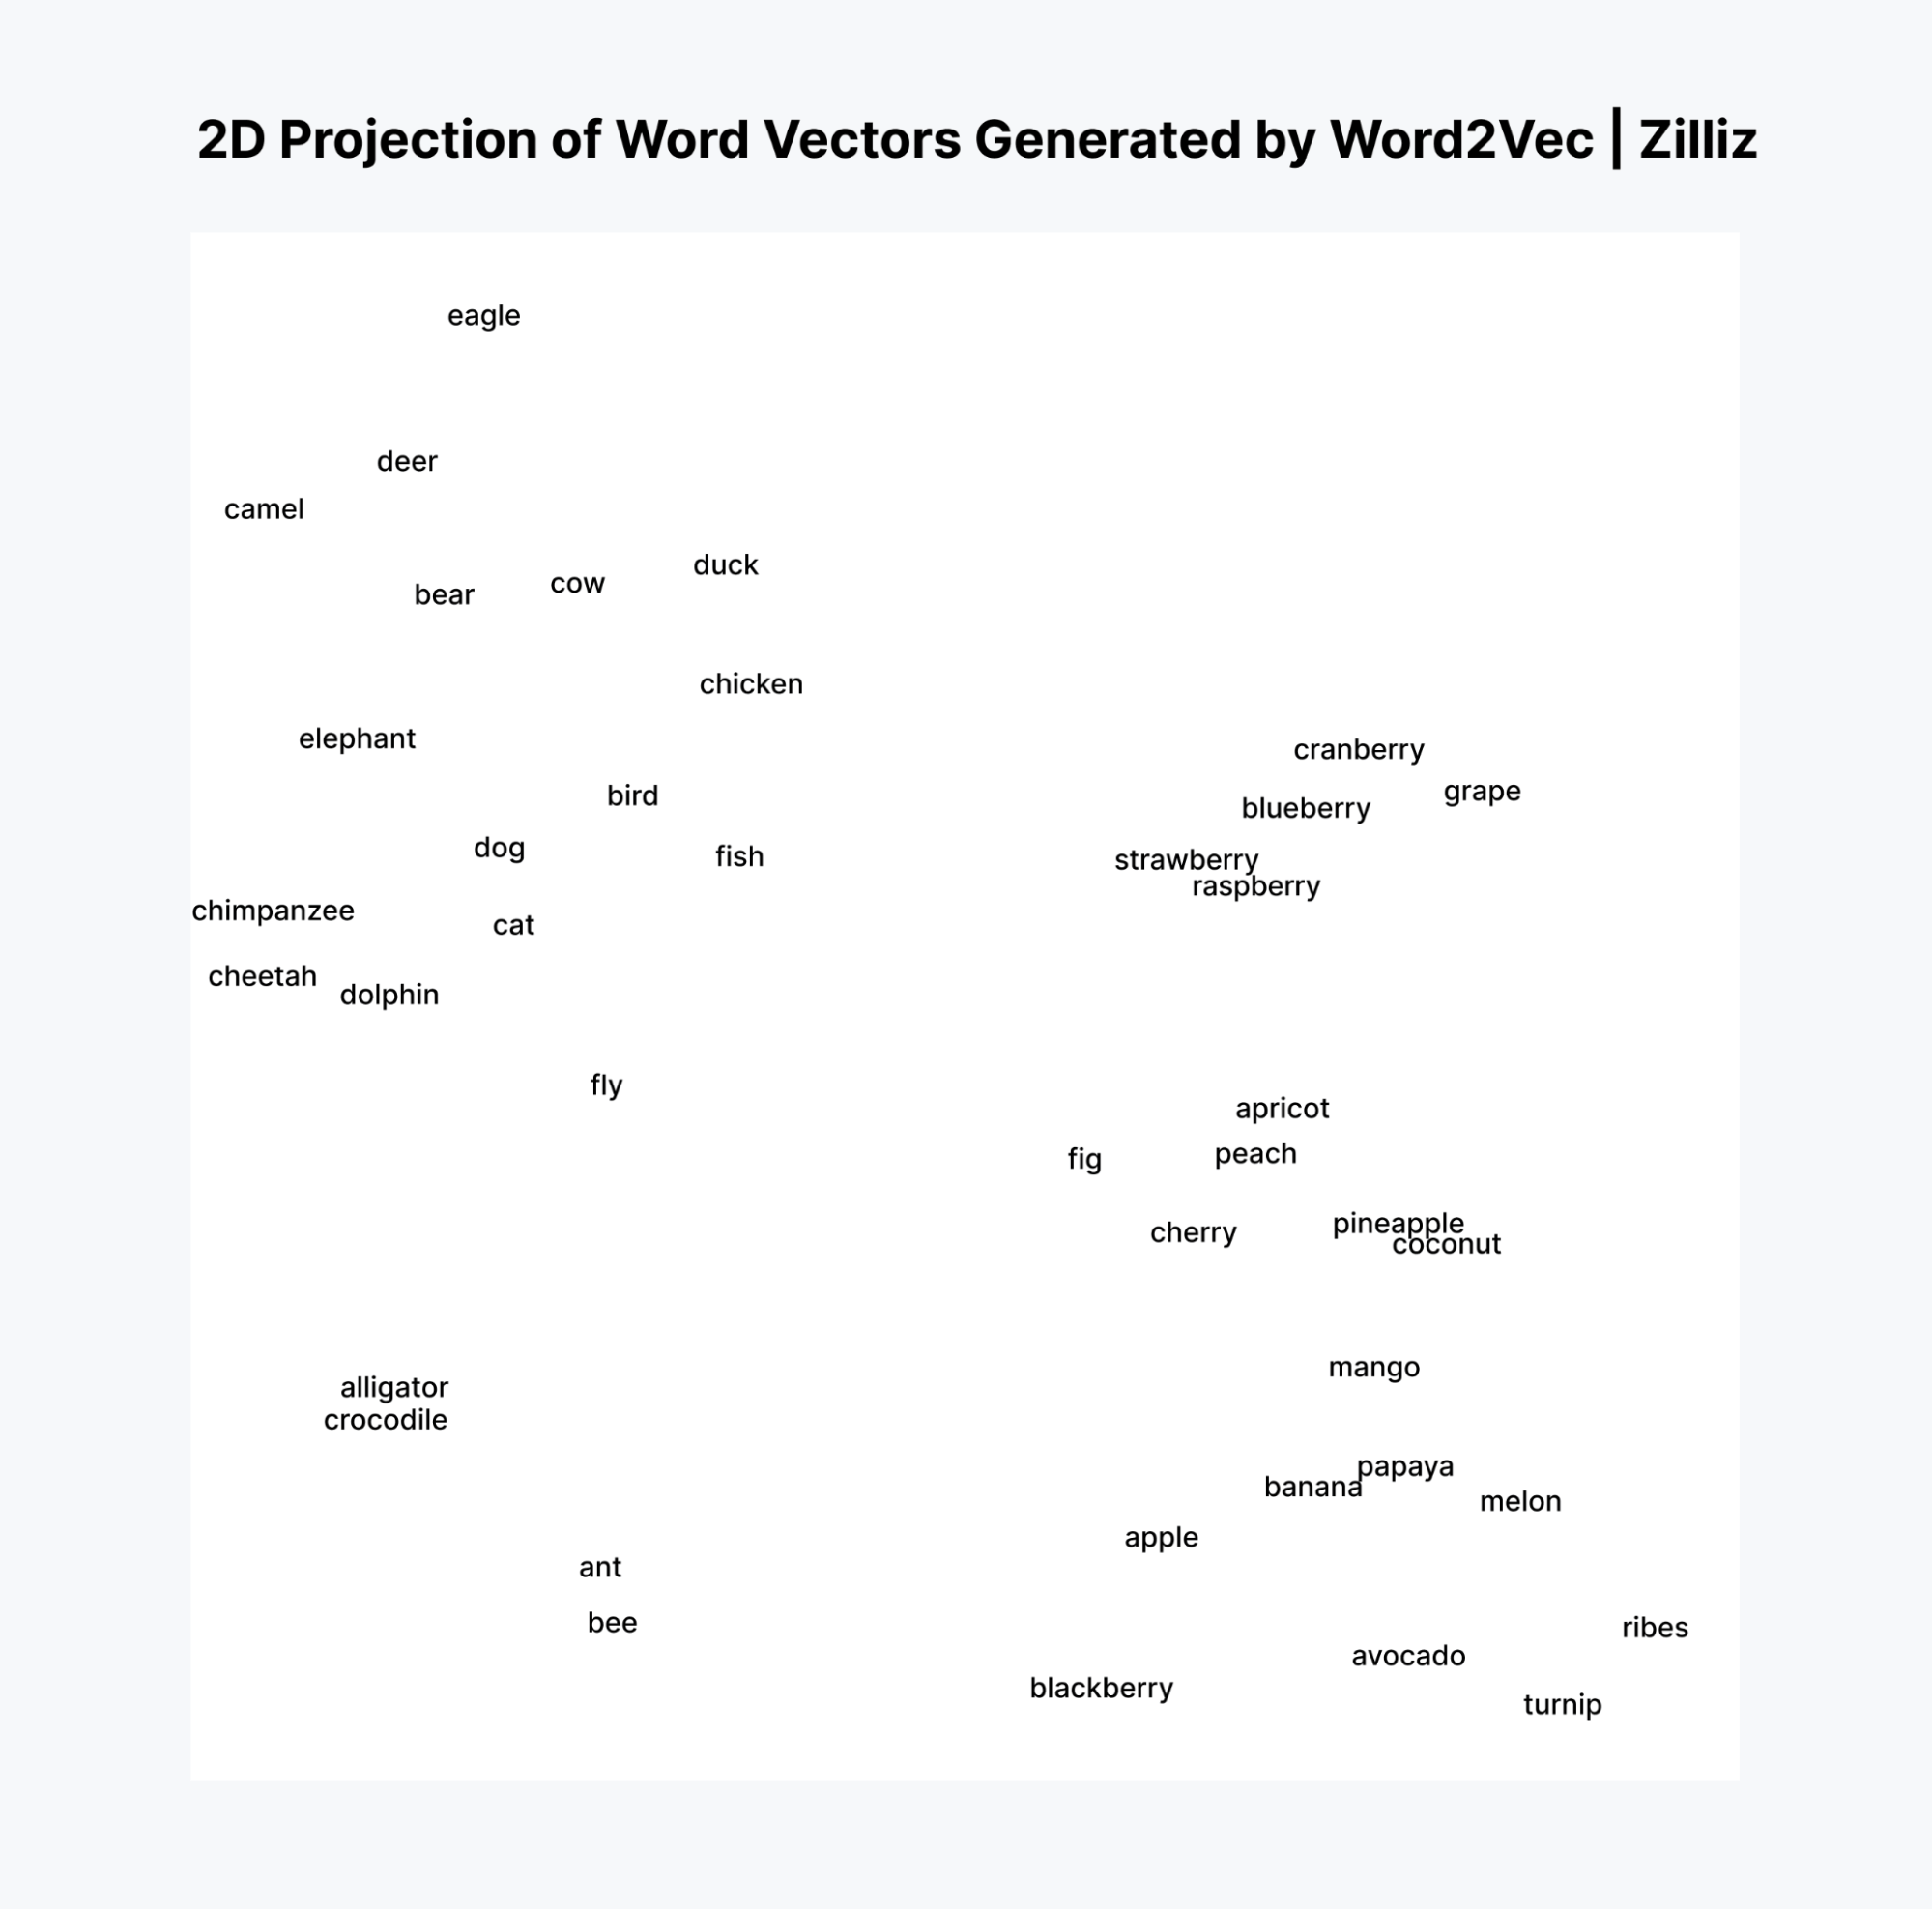 2D Projection of Word Vectors Generated by Word2Vec | Zilliz
eagle
deer
camel
duck
cow
bear
chicken
elephant
cranberry
grape
bird
blueberry
dog
fish
strawberry
raspberry
chimpanzee
cat
cheetah
dolphin
fly
apricot
peach
fig
pineapple
cherry
coconut
mango
alligator
crocodile
papaya
banana
melon
apple
ant
bee
ribes
avocado
blackberry
turnip